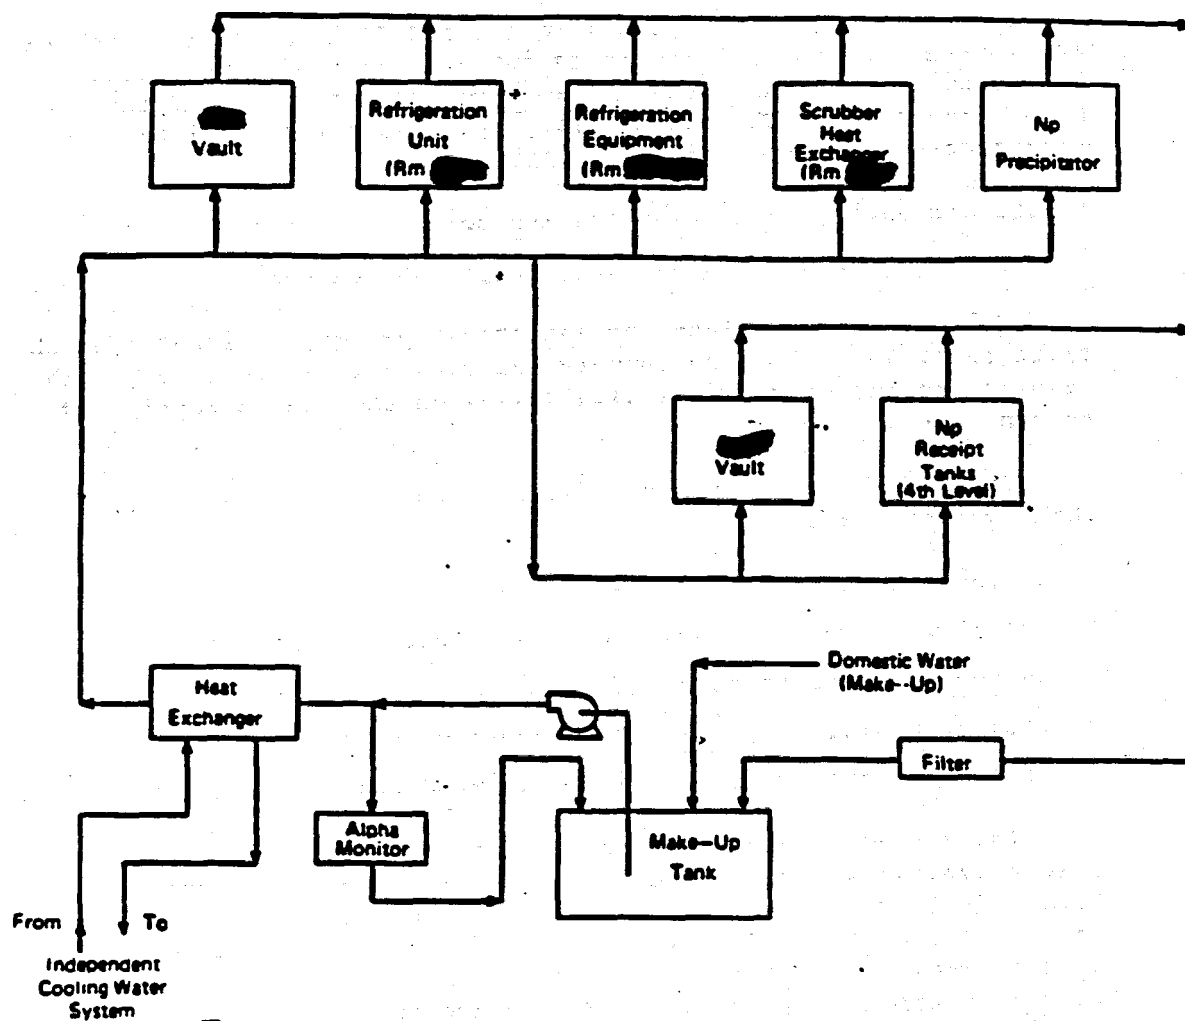 Vault
Refrigeration
Unit
(Rm
Refrigeration
Equipment
(Rm
Scrubber
Heat
Exchanger
(Rm
Np
Precipitator
Vault
Np
Receipt
Tanks
(4th Level)
Domestic Water
(Make--Up)
Heat
Exchanger
Filter
Alpha
Monitor
Make--Up
Tank
From
To
Independent
Cooling Water
System